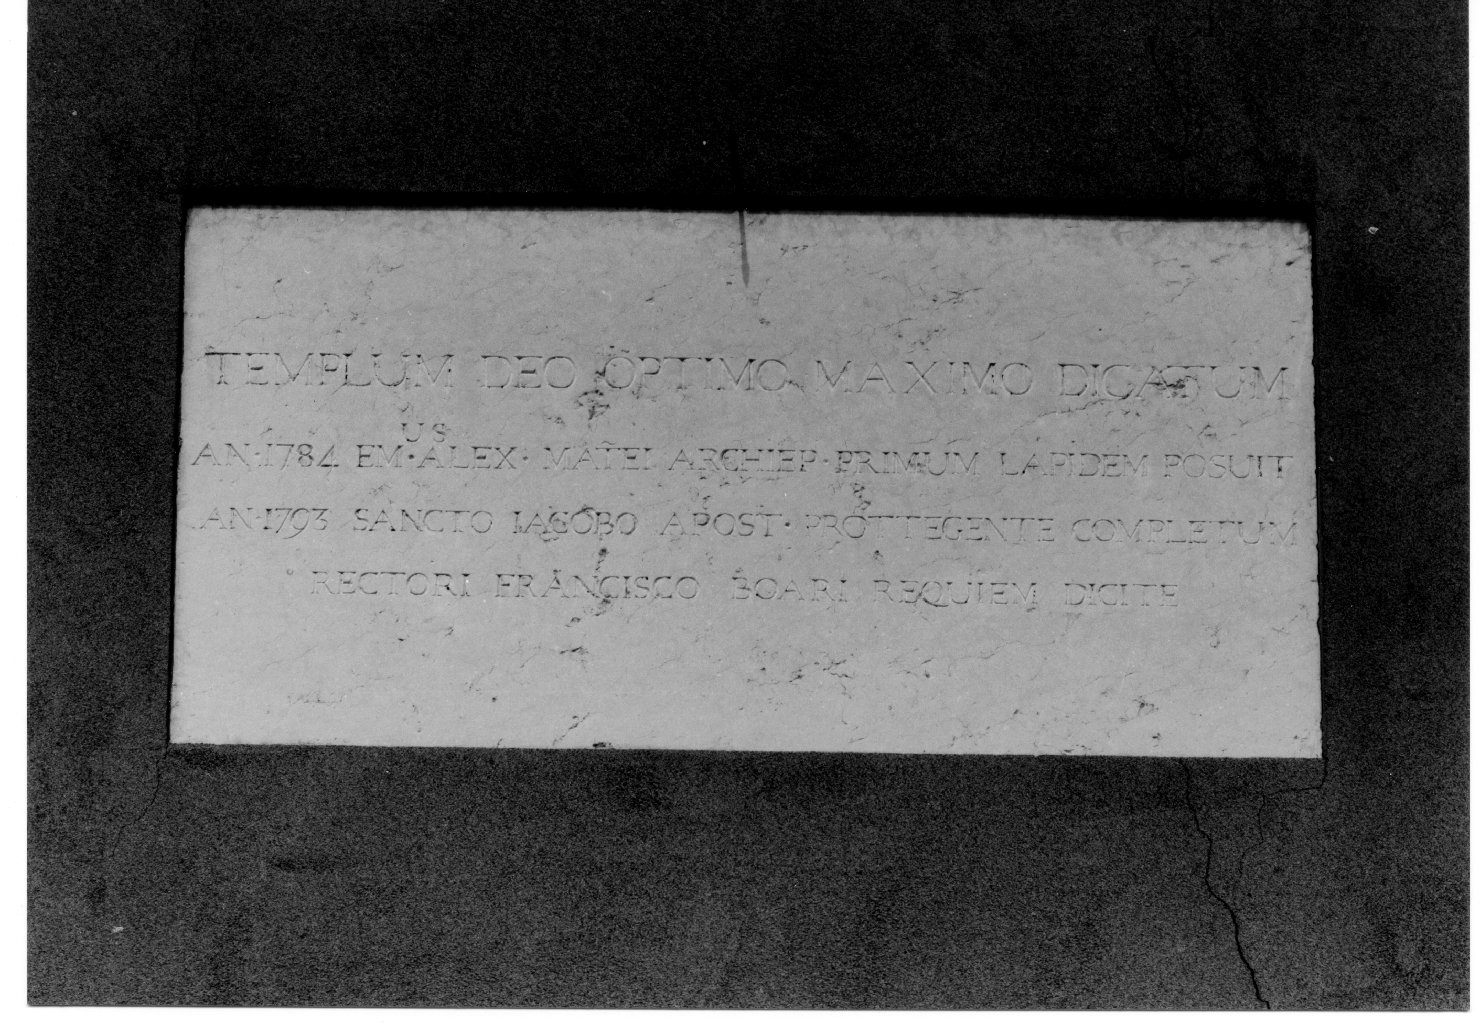 TEMPLUM DEO OPTIMO MAXIMO DICATUM
US
AN·1784 EM·ALEX· MATEI ARCHIEP·PRIMUM LAPIDEM POSUIT
AN·1793 SANCTO IACOBO APOST· PROTTEGENTE COMPLETUM
RECTORI FRANCISCO BOARI REQUIEM DICITE